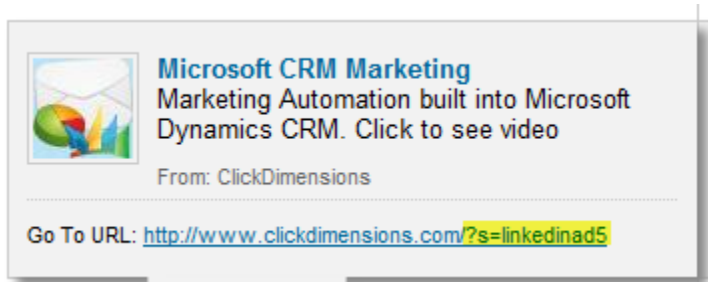 Microsoft CRM Marketing
Marketing Automation built into Microsoft
Dynamics CRM. Click to see video
From: ClickDimensions
Go To URL: http://www.clickdimensions.com/?s=linkedinad5